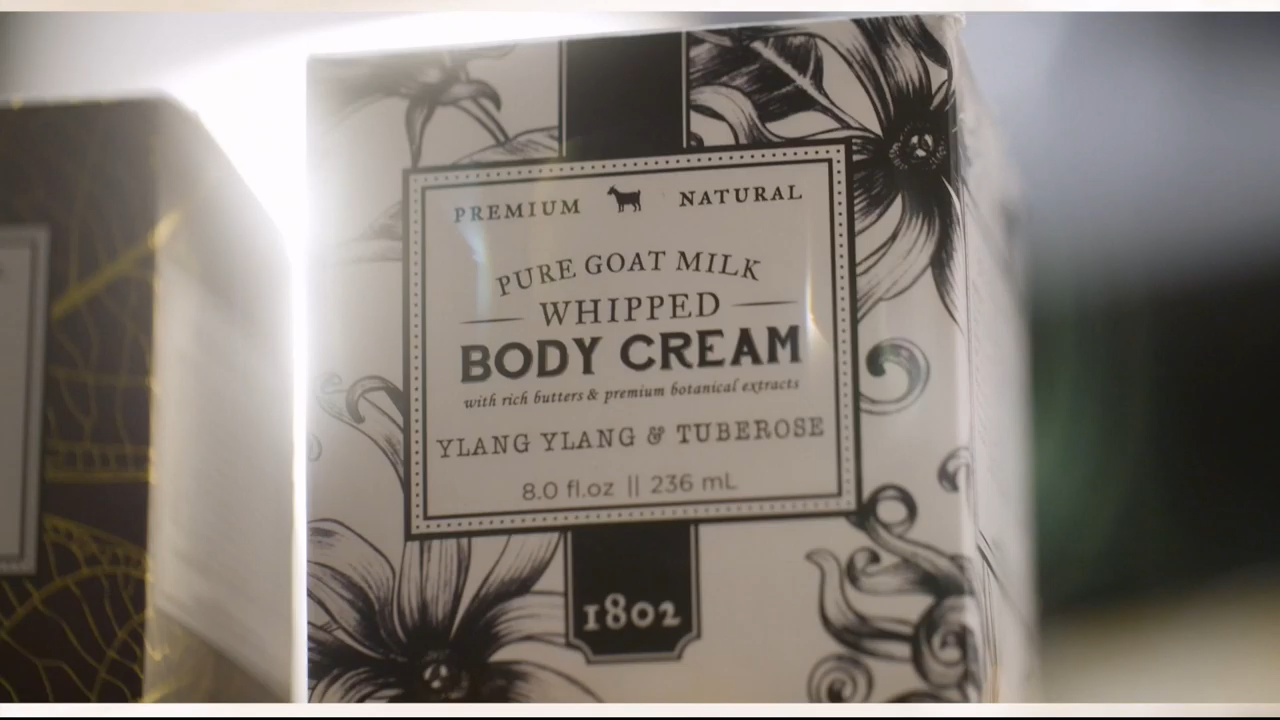 PREMIUM NATURAL
PURE GOAT MILK
WHIPPED
BODY CREAM
with rich butters & premium botanical extracts
YLANG YLANG & TUBEROSE
8.0 fl.oz || 236 mL
1802